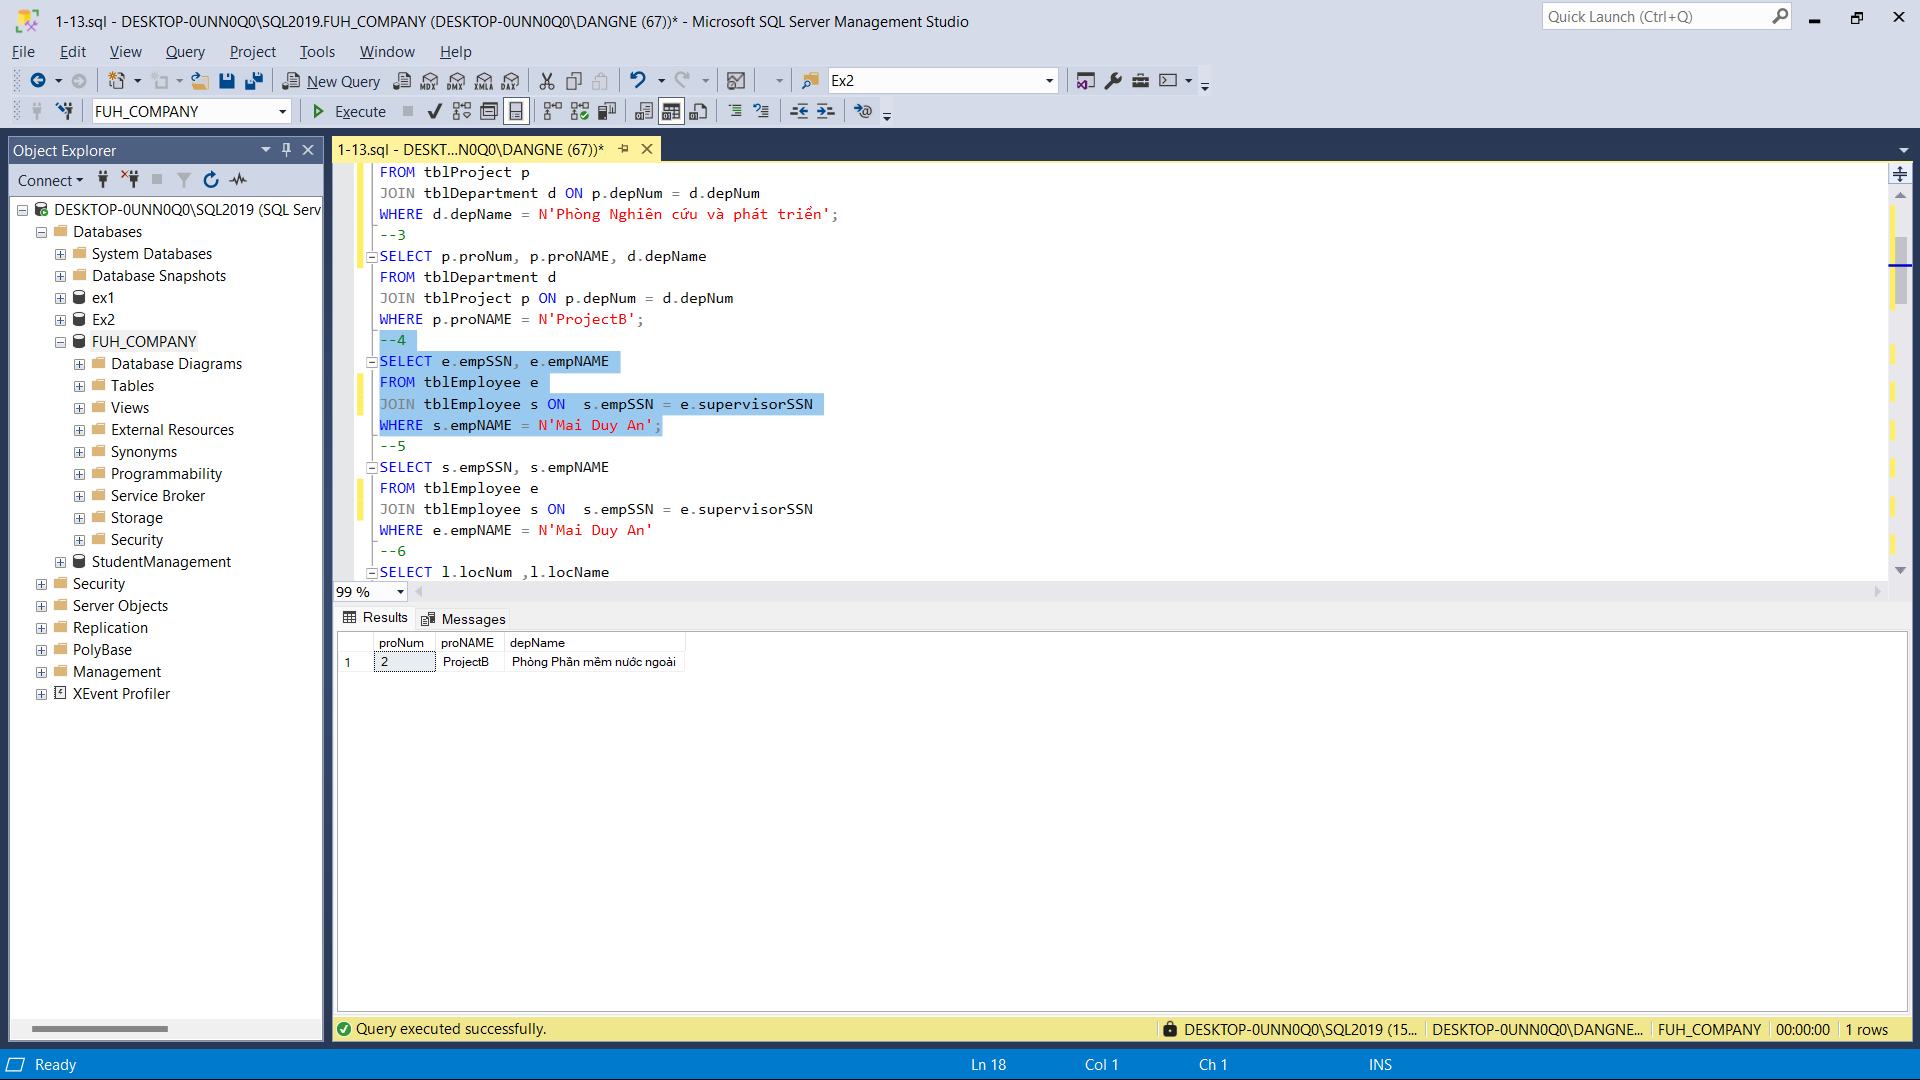 1-13.sql - DESKTOP-0UNN0Q0\SQL2019.FUH_COMPANY (DESKTOP-0UNN0Q0\DANGNE (67))* - Microsoft SQL Server Management Studio
Quick Launch (Ctrl+Q)
File Edit View Query Project Tools Window Help
New Query MDX DMX XMLA DAX Ex2
FUH_COMPANY Execute
Object Explorer
Connect
DESKTOP-0UNN0Q0\SQL2019 (SQL Serv
Databases
System Databases
Database Snapshots
ex1
Ex2
FUH_COMPANY
Database Diagrams
Tables
Views
External Resources
Synonyms
Programmability
Service Broker
Storage
Security
StudentManagement
Security
Server Objects
Replication
PolyBase
Management
XEvent Profiler
1-13.sql - DESKT...N0Q0\DANGNE (67))*
FROM tblProject p
JOIN tblDepartment d ON p.depNum = d.depNum
WHERE d.depName = N'Phòng Nghiên cứu và phát triển';
--3
SELECT p.proNum, p.proNAME, d.depName
FROM tblDepartment d
JOIN tblProject p ON p.depNum = d.depNum
WHERE p.proNAME = N'ProjectB';
--4
SELECT e.empSSN, e.empNAME
FROM tblEmployee e
JOIN tblEmployee s ON  s.empSSN = e.supervisorSSN
WHERE s.empNAME = N'Mai Duy An';
--5
SELECT s.empSSN, s.empNAME
FROM tblEmployee e
JOIN tblEmployee s ON  s.empSSN = e.supervisorSSN
WHERE e.empNAME = N'Mai Duy An'
--6
SELECT l.locNum ,l.locName
99 %
Results Messages
proNum proNAME depName
1 2 ProjectB Phòng Phần mềm nước ngoài
Query executed successfully.
DESKTOP-0UNN0Q0\SQL2019 (15... DESKTOP-0UNN0Q0\DANGNE... FUH_COMPANY 00:00:00 1 rows
Ready Ln 18 Col 1 Ch 1 INS